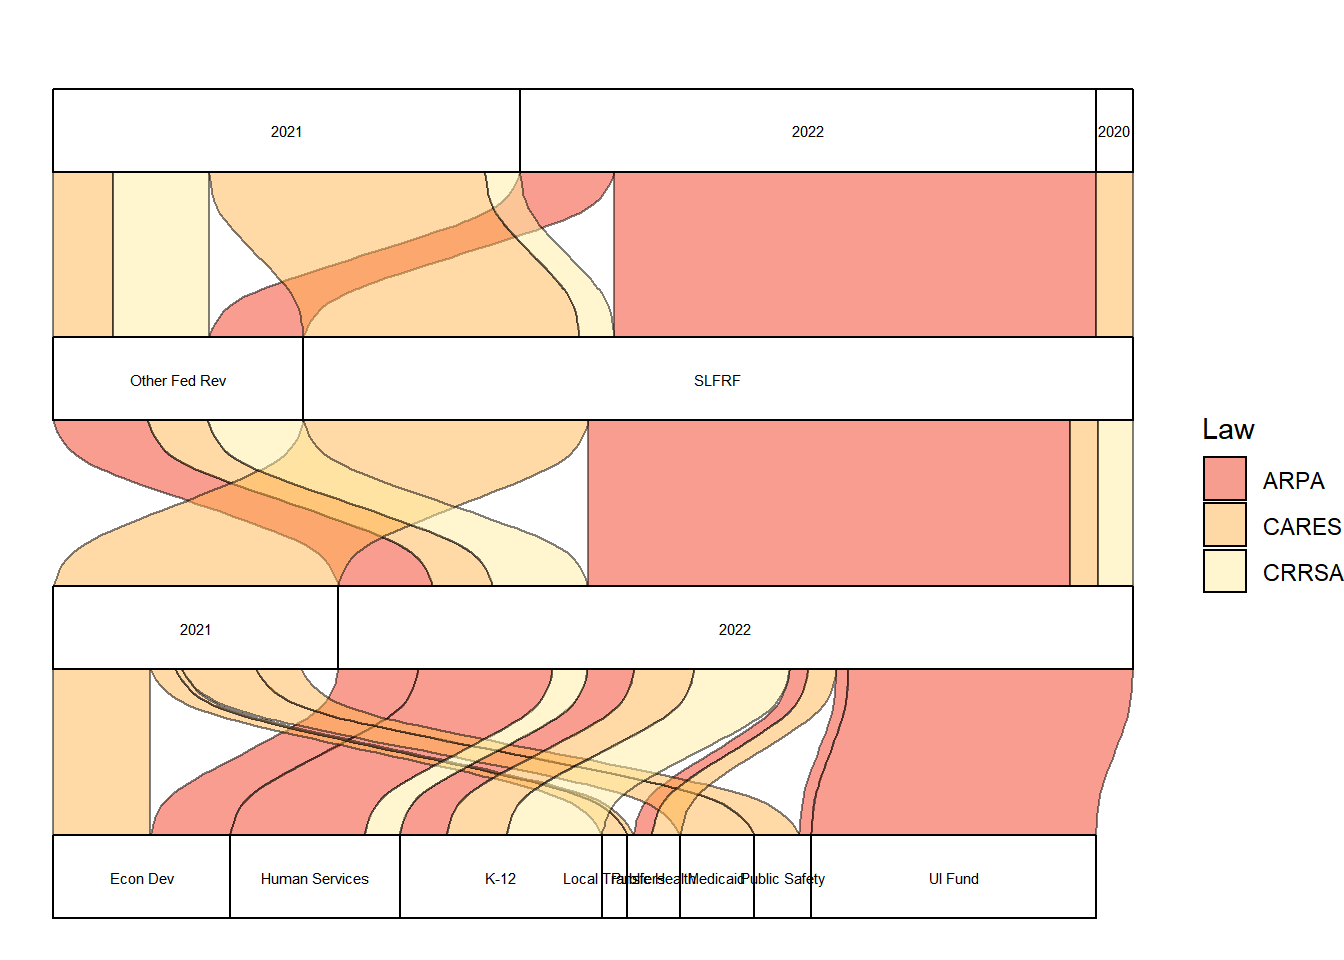 2021
2022
2020
Other Fed Rev
SLFRF
Law
ARPA
CARES
CRRSA
2021
2022
Econ Dev
Human Services
K-12
Local Transfers
Public Health
Medicaid
Public Safety
UI Fund